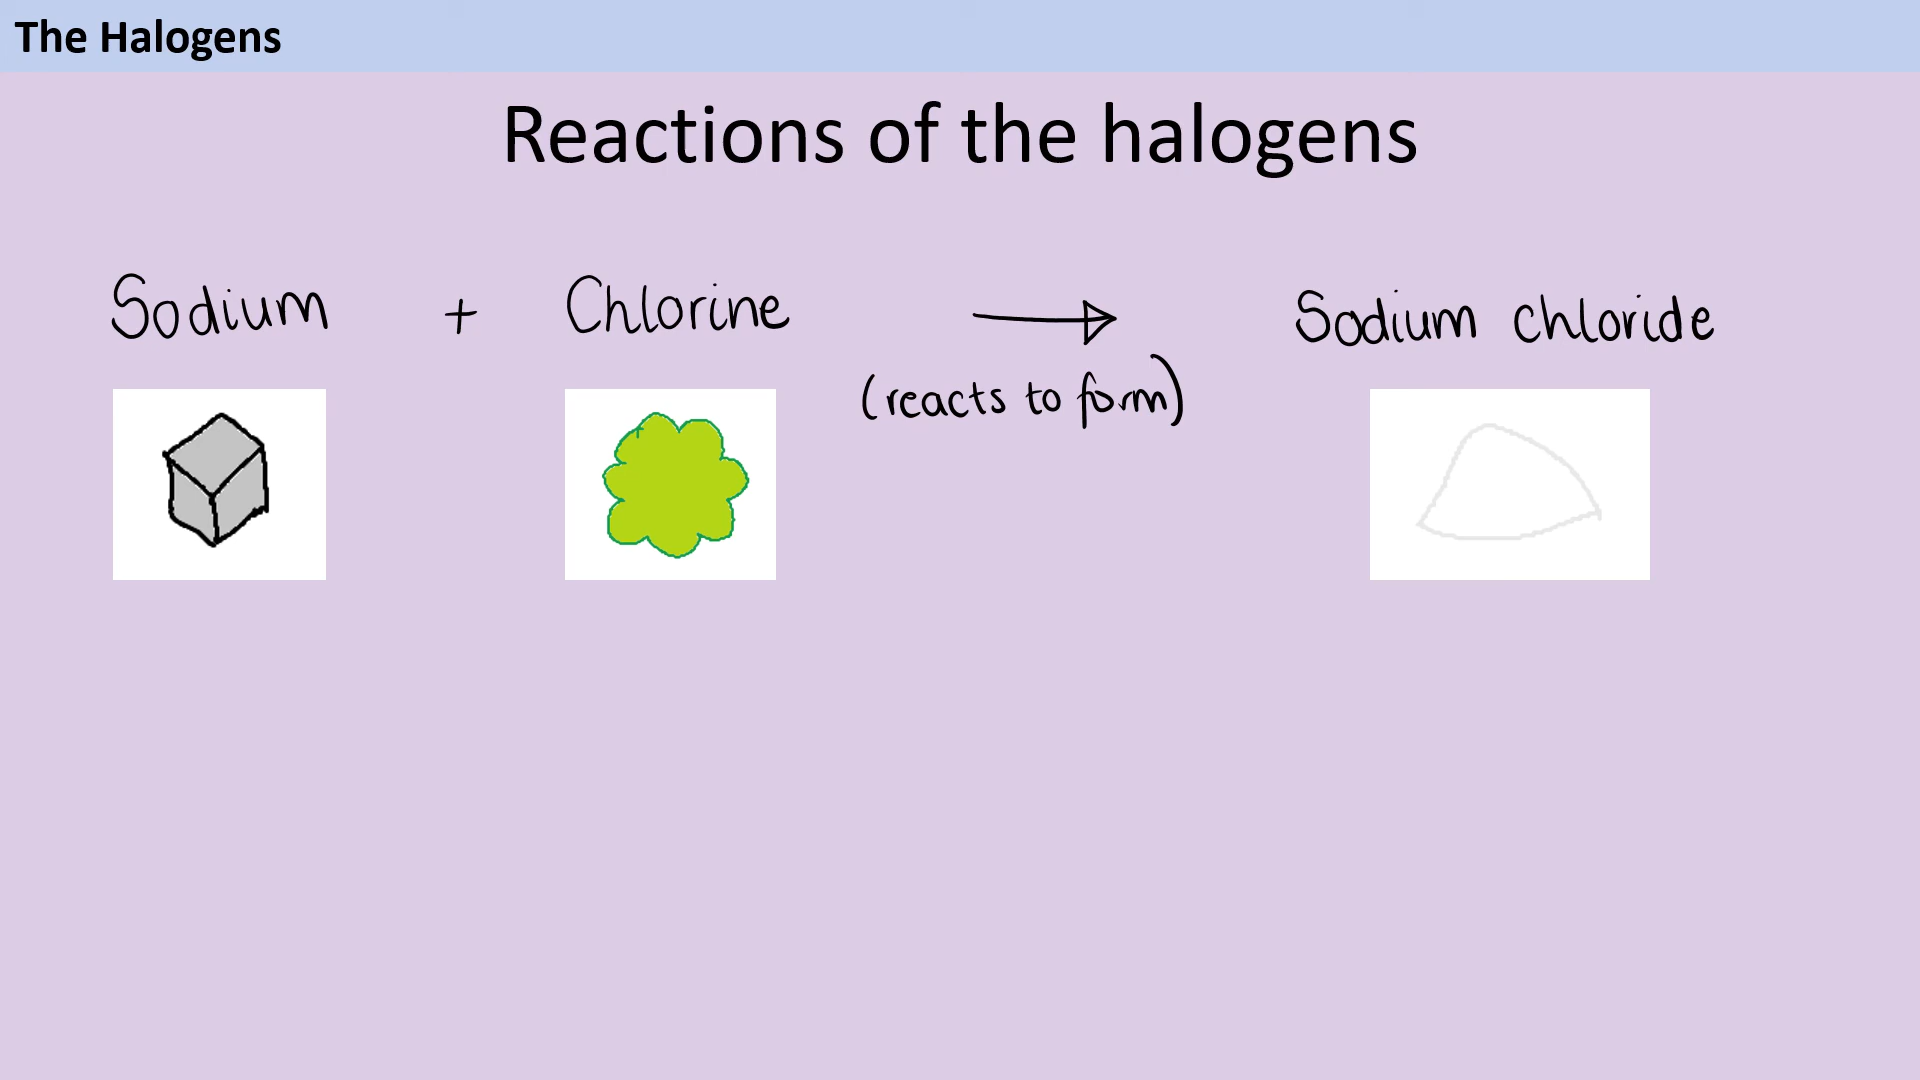 The Halogens
Reactions of the halogens
Sodium + Chlorine → Sodium chloride
(reacts to form)